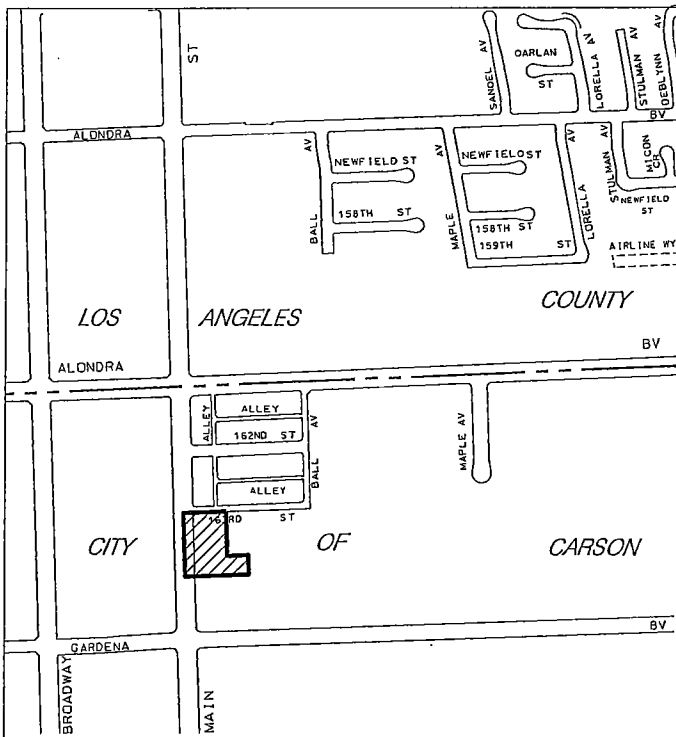 ST
SANDEL AV
OARLAN
ST
LORELLA AV
STULMAN AV
DEBLYNN AV
ALONDRA BV
AV
NEWFIELD ST
158TH ST
BALL
AV
NEWFIELD ST
158TH
159TH ST
MAPLE
AV
LORELLA
AV
STULMAN
MICON
CR
NEWFIELD
ST
AIRLINE WY
LOS ANGELES COUNTY
ALONDRA BV
ALLEY
ALLEY
162ND ST
BALL AV
ALLEY
163RD ST
MAPLE AV
CITY OF CARSON
GARDENA BV
BROADWAY
MAIN